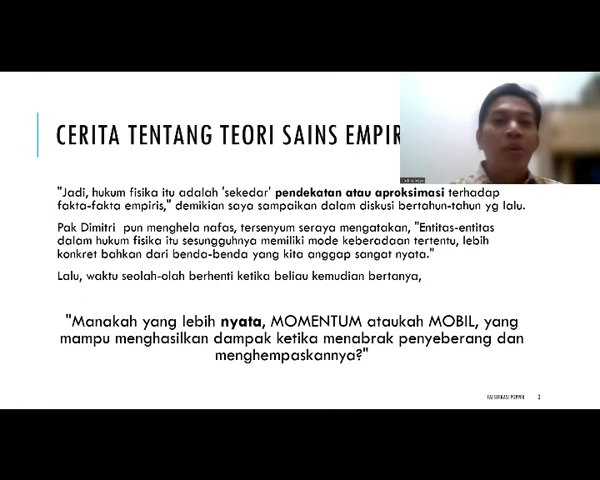 CERITA TENTANG TEORI SAINS EMPIR
"Jadi, hukum fisika itu adalah 'sekedar' pendekatan atau aproksimasi terhadap
fakta-fakta empiris," demikian saya sampaikan dalam diskusi bertahun-tahun yg lalu.
Pak Dimitri pun menghela nafas, tersenyum seraya mengatakan, "Entitas-entitas
dalam hukum fisika itu sesungguhnya memiliki mode keberadaan tertentu, lebih
konkret bahkan dari benda-benda yang kita anggap sangat nyata."
Lalu, waktu seolah-olah berhenti ketika beliau kemudian bertanya,
"Manakah yang lebih nyata, MOMENTUM ataukah MOBIL, yang
mampu menghasilkan dampak ketika menabrak penyeberang dan
menghempaskannya?"
2